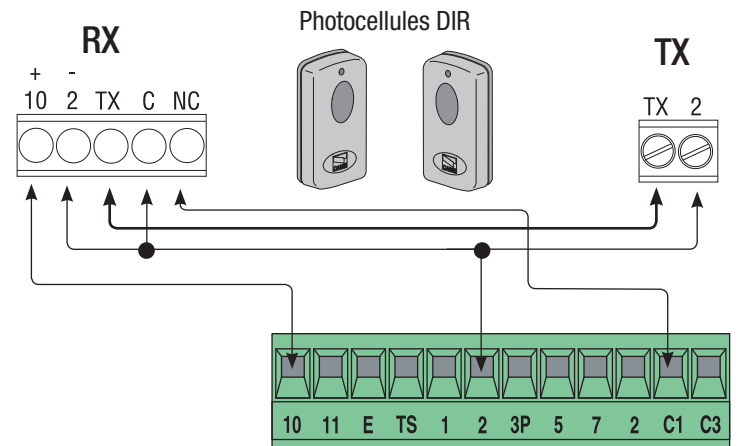 Photocellules DIR
RX
TX
+ -
10 2 TX C NC
TX 2
10 11 E TS 1 2 3P 5 7 2 C1 C3